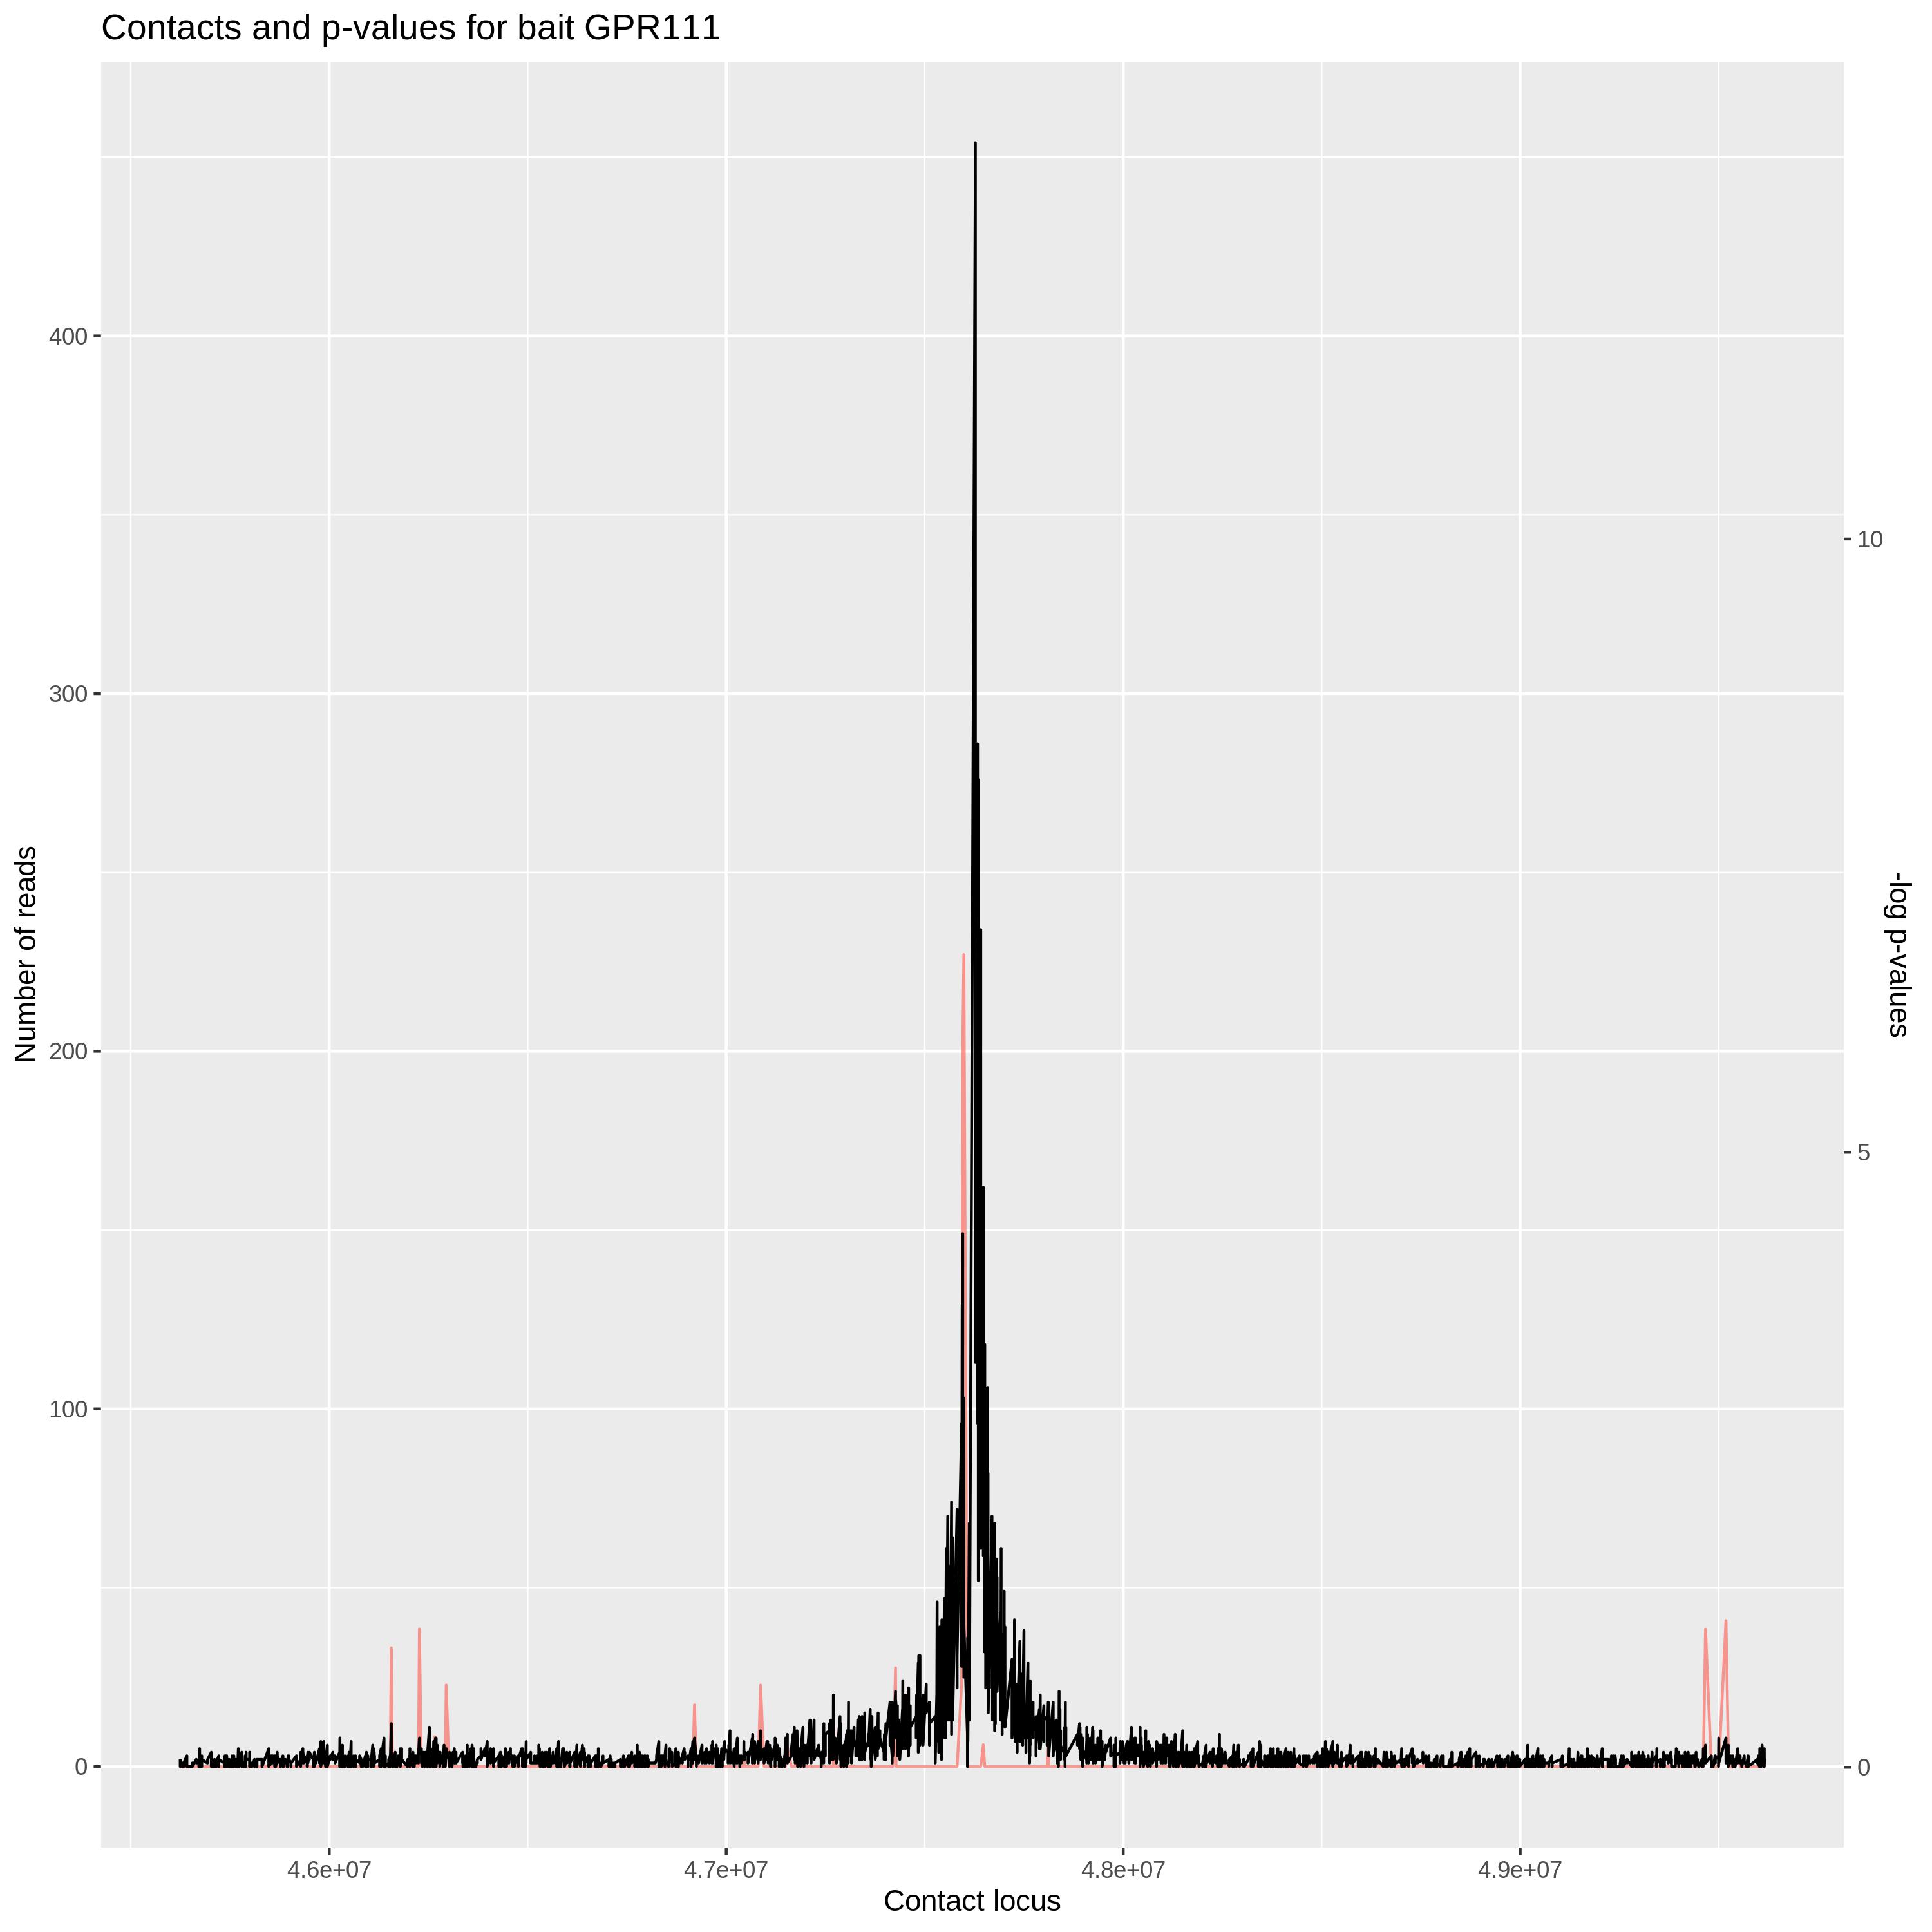 Contacts and p-values for bait GPR111
Number of reads
400
300
200
100
0
10
5
0
-log p-values
4.6e+07
4.7e+07
4.8e+07
4.9e+07
Contact locus